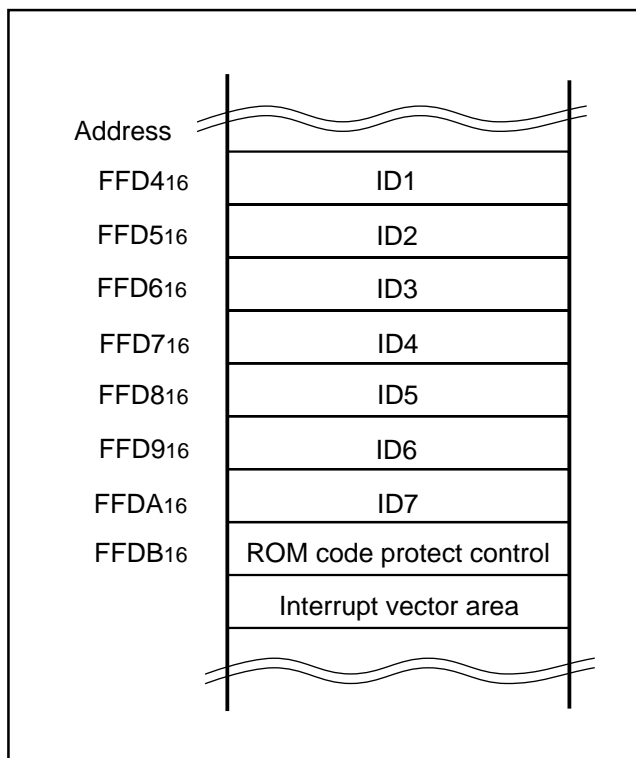 Address
FFD416 ID1
FFD516 ID2
FFD616 ID3
FFD716 ID4
FFD816 ID5
FFD916 ID6
FFDA16 ID7
FFDB16 ROM code protect control
Interrupt vector area